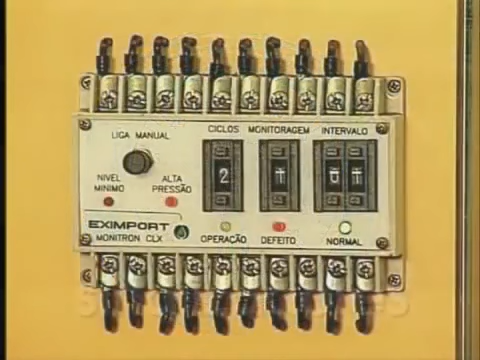 LIGA MANUAL
CICLOS
MONITORAGEM
INTERVALO
NIVEL
MINIMO
ALTA
PRESSÃO
2
EXIMPORT
MONITRON CLX
OPERAÇÃO
DEFEITO
NORMAL